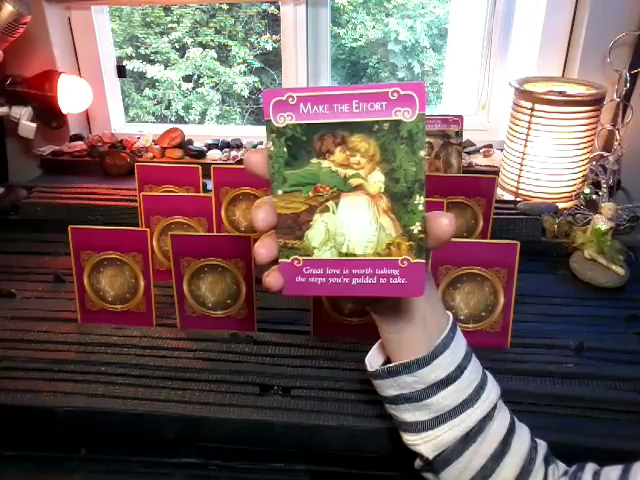 MAKE THE EFFORT
Great love is worth taking
the steps you're guided to take.